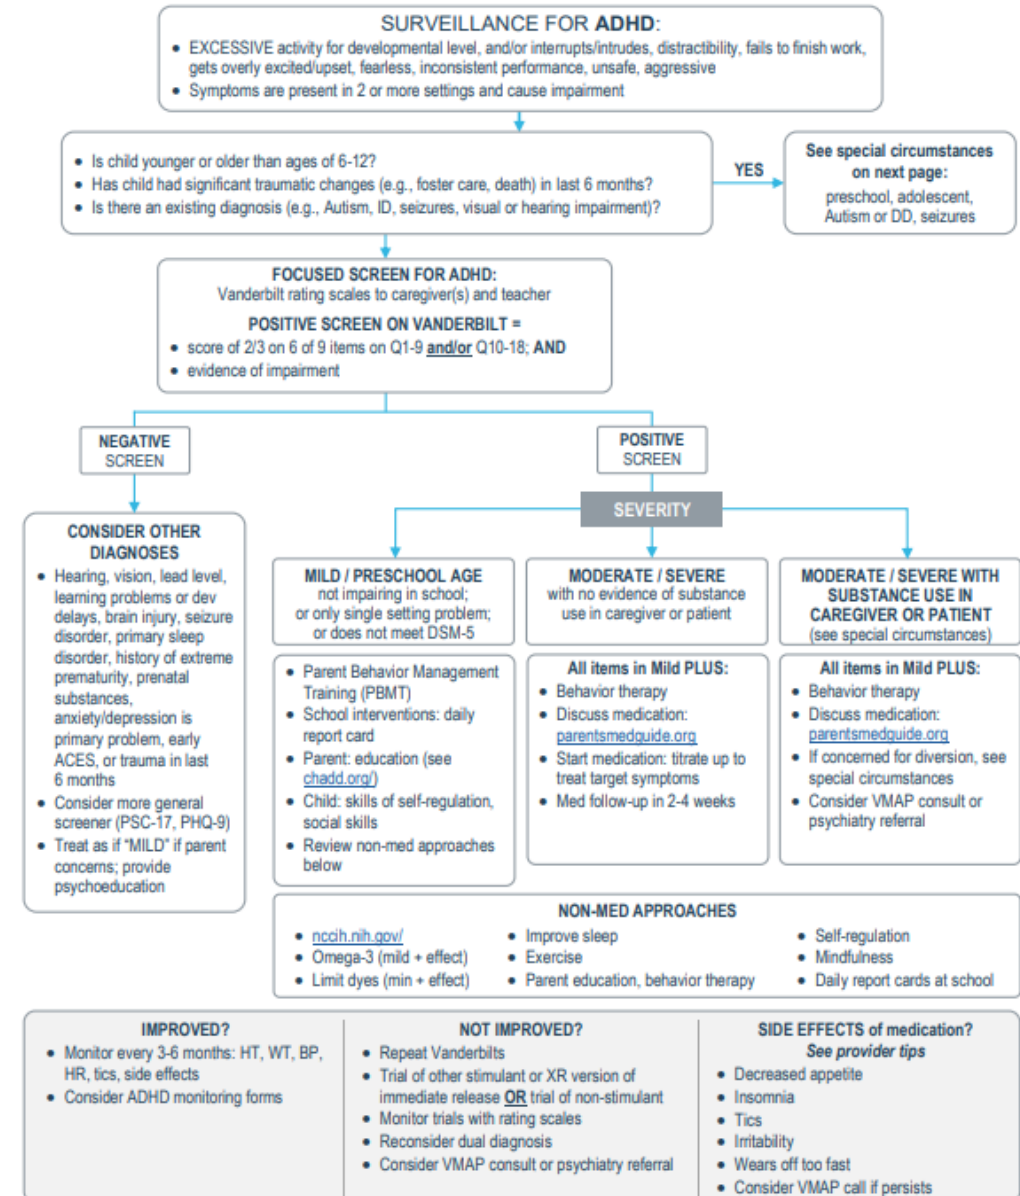 SURVEILLANCE FOR ADHD:
• EXCESSIVE activity for developmental level, and/or interrupts/intrudes, distractibility, fails to finish work,
gets overly excited/upset, fearless, inconsistent performance, unsafe, aggressive
• Symptoms are present in 2 or more settings and cause impairment
• Is child younger or older than ages of 6-12?
• Has child had significant traumatic changes (e.g., foster care, death) in last 6 months?
• Is there an existing diagnosis (e.g., Autism, ID, seizures, visual or hearing impairment)?
YES
See special circumstances
on next page:
preschool, adolescent,
Autism or DD, seizures
FOCUSED SCREEN FOR ADHD:
Vanderbilt rating scales to caregiver(s) and teacher
POSITIVE SCREEN ON VANDERBILT =
• score of 2/3 on 6 of 9 items on Q1-9 and/or Q10-18; AND
• evidence of impairment
NEGATIVE
SCREEN
POSITIVE
SCREEN
SEVERITY
CONSIDER OTHER
DIAGNOSES
• Hearing, vision, lead level,
learning problems or dev
delays, brain injury, seizure
disorder, primary sleep
disorder, history of extreme
prematurity, prenatal
substances,
anxiety/depression is
primary problem, early
ACES, or trauma in last
6 months
• Consider more general
screener (PSC-17, PHQ-9)
• Treat as if "MILD" if parent
concerns; provide
psychoeducation
MILD / PRESCHOOL AGE
not impairing in school;
or only single setting problem;
or does not meet DSM-5
• Parent Behavior Management
Training (PBMT)
• School interventions: daily
report card
• Parent: education (see
chadd.org/)
• Child: skills of self-regulation,
social skills
• Review non-med approaches
below
MODERATE / SEVERE
with no evidence of substance
use in caregiver or patient
All items in Mild PLUS:
• Behavior therapy
• Discuss medication:
parentsmedguide.org
• Start medication: titrate up to
treat target symptoms
• Med follow-up in 2-4 weeks
MODERATE / SEVERE WITH
SUBSTANCE USE IN
CAREGIVER OR PATIENT
(see special circumstances)
All items in Mild PLUS:
• Behavior therapy
• Discuss medication:
parentsmedguide.org
• If concerned for diversion, see
special circumstances
• Consider VMAP consult or
psychiatry referral
NON-MED APPROACHES
• nccih.nih.gov/
• Omega-3 (mild + effect)
• Limit dyes (min + effect)
• Improve sleep
• Exercise
• Parent education, behavior therapy
• Self-regulation
• Mindfulness
• Daily report cards at school
IMPROVED?
• Monitor every 3-6 months: HT, WT, BP,
HR, tics, side effects
• Consider ADHD monitoring forms
NOT IMPROVED?
• Repeat Vanderbilts
• Trial of other stimulant or XR version of
immediate release OR trial of non-stimulant
• Monitor trials with rating scales
• Reconsider dual diagnosis
• Consider VMAP consult or psychiatry referral
SIDE EFFECTS of medication?
See provider tips
• Decreased appetite
• Insomnia
• Tics
• Irritability
• Wears off too fast
• Consider VMAP call if persists